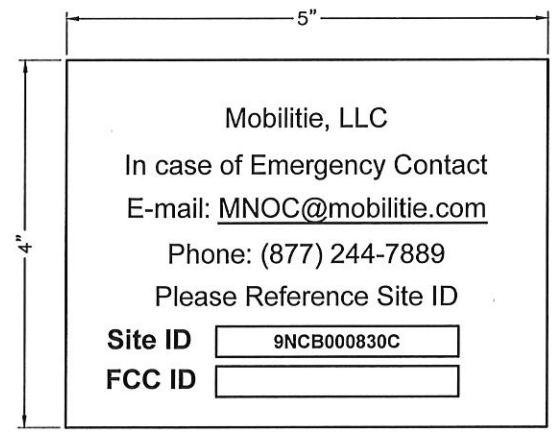 5"
4"
Mobilitie, LLC
In case of Emergency Contact
E-mail: MNOC@mobilitie.com
Phone: (877) 244-7889
Please Reference Site ID
Site ID 9NCB000830C
FCC ID